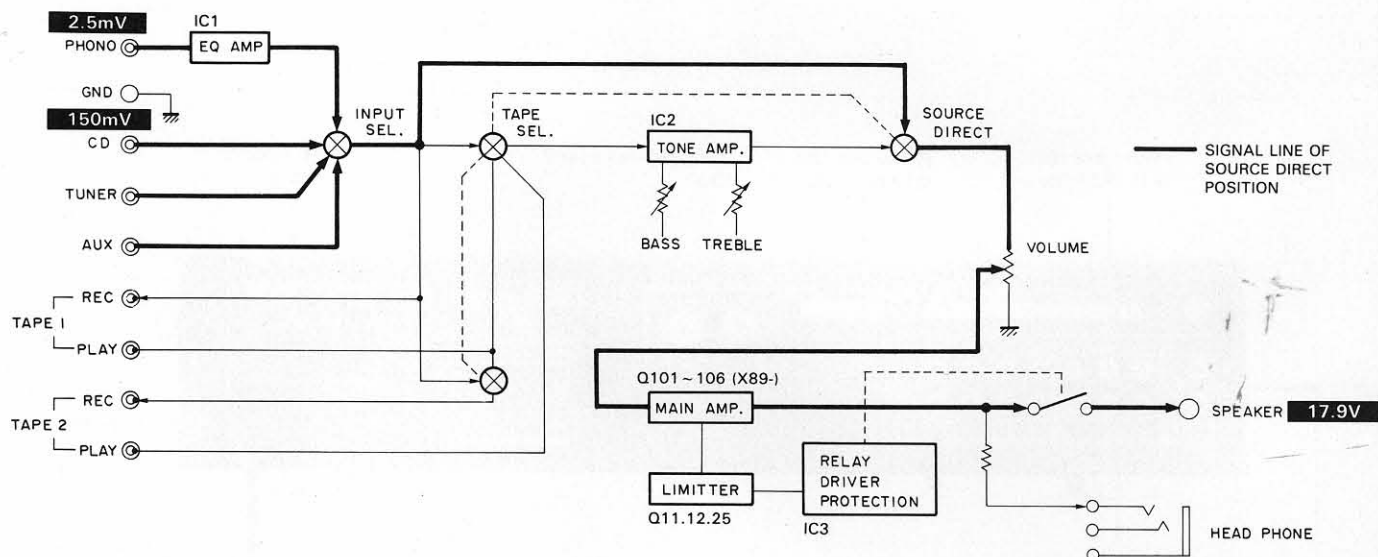 2.5mV
PHONO
IC1
EQ AMP
GND
150mV
CD
INPUT
SEL.
TAPE
SEL.
IC2
TONE AMP.
SOURCE
DIRECT
SIGNAL LINE OF
SOURCE DIRECT
POSITION
TUNER
AUX
BASS
TREBLE
VOLUME
TAPE 1
REC
PLAY
TAPE 2
REC
PLAY
Q101~106 (X89-)
MAIN AMP.
SPEAKER
17.9V
LIMITTER
Q11.12.25
RELAY
DRIVER
PROTECTION
IC3
HEAD PHONE